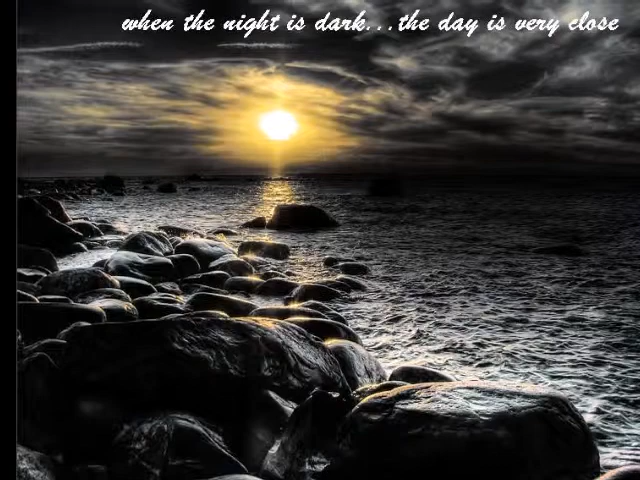 when the night is dark...the day is very close